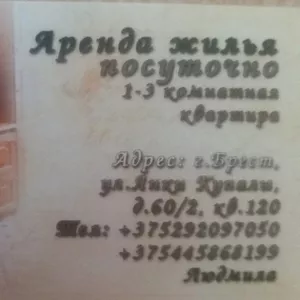 Аренда жилья
посуточно
1-3 комнатная
квартира
Адрес: г.Брест,
ул.Янки Купалы,
д.60/2, кв.120
Тел: +375292097050
+375445868199
Людмила